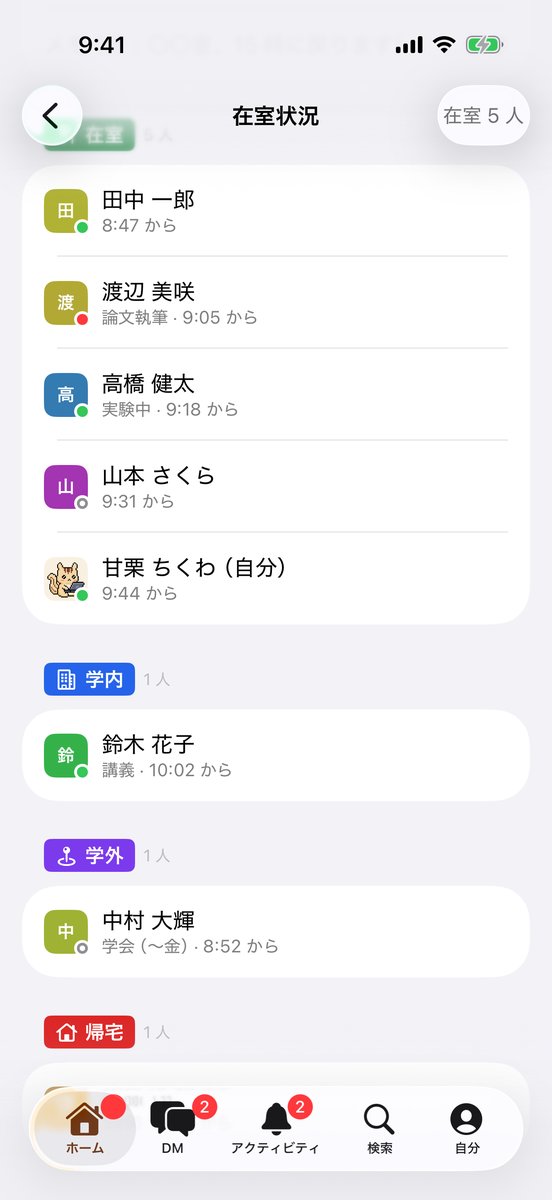 9:41
在室状況
在室 5 人
在室 5 人
田
田中 一郎
8:47 から
渡
渡辺 美咲
論文執筆 · 9:05 から
高
高橋 健太
実験中 · 9:18 から
山
山本 さくら
9:31 から
甘栗 ちくわ（自分）
9:44 から
学内 1 人
鈴
鈴木 花子
講義 · 10:02 から
学外 1 人
中
中村 大輝
学会（〜金）· 8:52 から
帰宅 1 人
2
2
ホーム
DM
アクティビティ
検索
自分